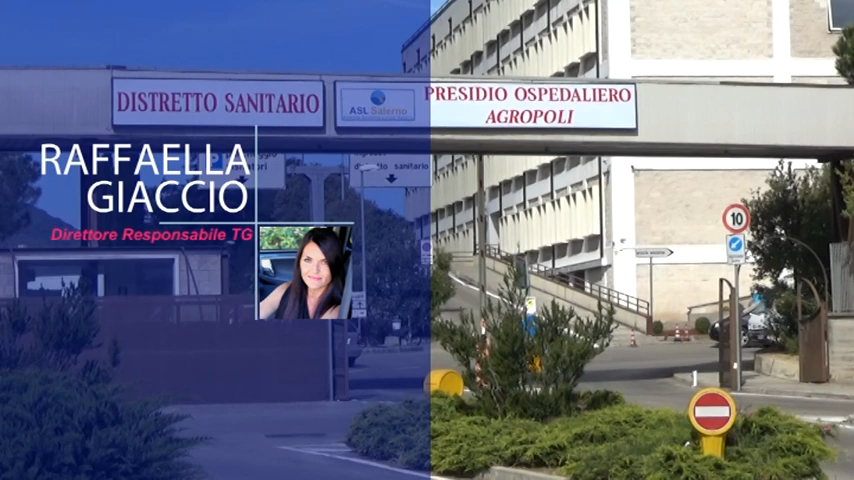 DISTRETTO SANITARIO
ASL Salerno
PRESIDIO OSPEDALIERO
AGROPOLI
distretto sanitario
RAFFAELLA
GIACCIO
Direttore Responsabile TG
10